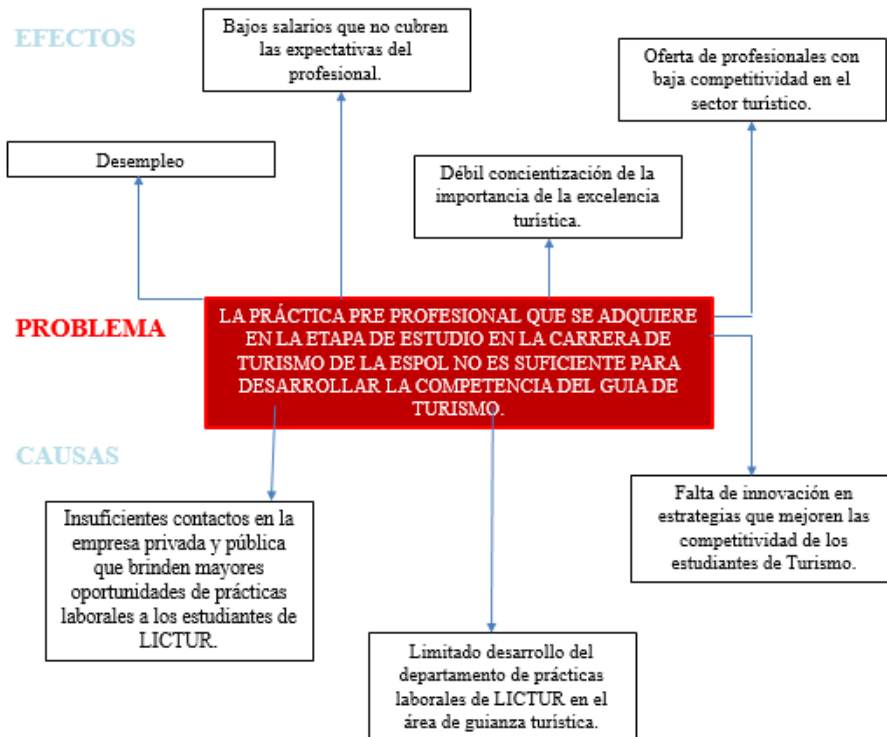 EFECTOS
Bajos salarios que no cubren
las expectativas del
profesional.
Oferta de profesionales con
baja competitividad en el
sector turístico.
Desempleo
Débil concientización de la
importancia de la excelencia
turística.
PROBLEMA
LA PRÁCTICA PRE PROFESIONAL QUE SE ADQUIERE
EN LA ETAPA DE ESTUDIO EN LA CARRERA DE
TURISMO DE LA ESPOL NO ES SUFICIENTE PARA
DESARROLLAR LA COMPETENCIA DEL GUIA DE
TURISMO.
CAUSAS
Insuficientes contactos en la
empresa privada y pública
que brinden mayores
oportunidades de prácticas
laborales a los estudiantes de
LICTUR.
Limitado desarrollo del
departamento de prácticas
laborales de LICTUR en el
área de guianza turística.
Falta de innovación en
estrategias que mejoren las
competitividad de los
estudiantes de Turismo.